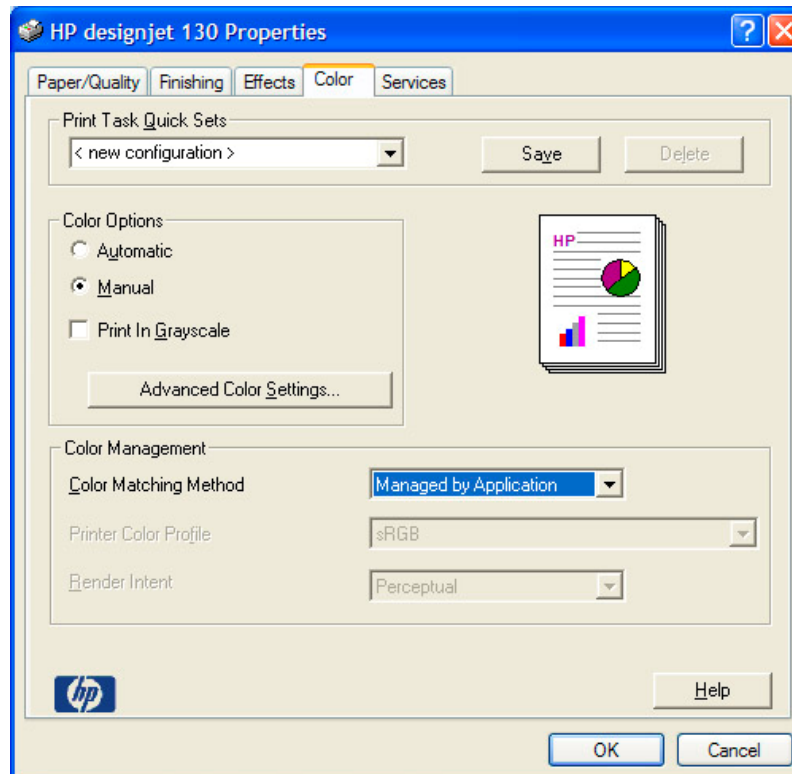 HP designjet 130 Properties
Paper/Quality Finishing Effects Color Services
Print Task Quick Sets
< new configuration > Save Delete
Color Options
Automatic
Manual
Print In Grayscale
Advanced Color Settings...
HP
Color Management
Color Matching Method Managed by Application
Printer Color Profile sRGB
Render Intent Perceptual
hp
Help
OK Cancel